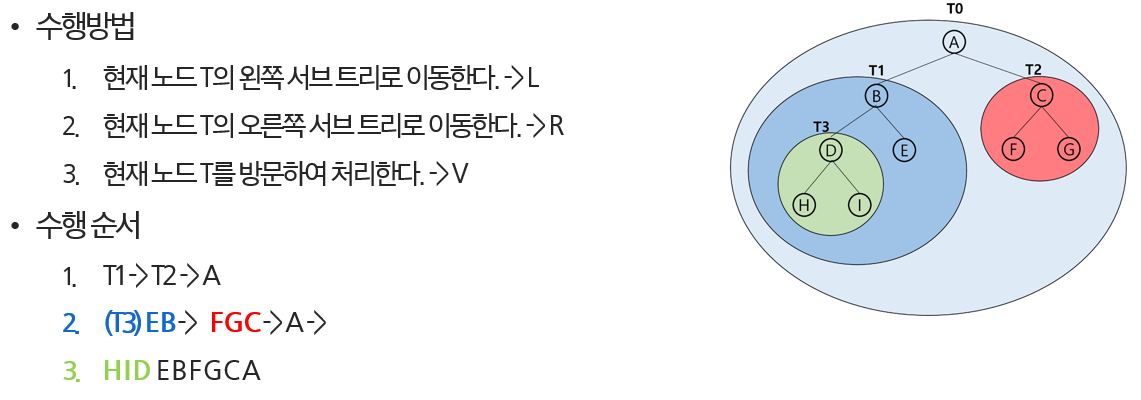 • 수행방법
1. 현재 노드 T의 왼쪽 서브 트리로 이동한다. -> L
2. 현재 노드 T의 오른쪽 서브 트리로 이동한다. -> R
3. 현재 노드 T를 방문하여 처리한다. -> V
• 수행 순서
1. T1 -> T2 -> A
2. (T3) EB -> FGC -> A ->
3. HID EBFGCA
T0
A
T1
T2
B
C
T3
D
E
F
G
H
I